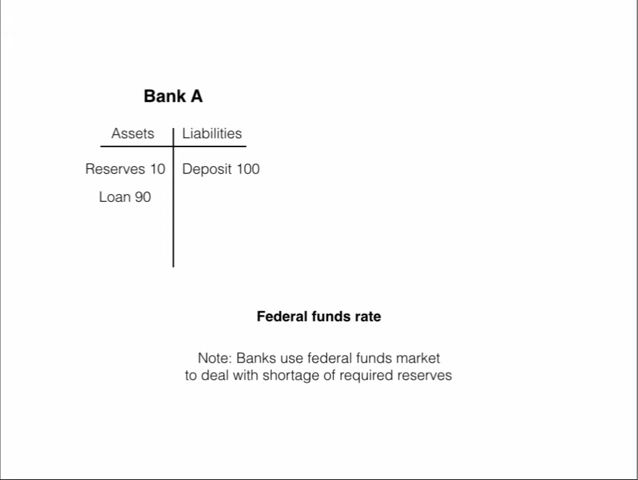 Bank A
Assets Liabilities
Reserves 10 Deposit 100
Loan 90
Federal funds rate
Note: Banks use federal funds market
to deal with shortage of required reserves